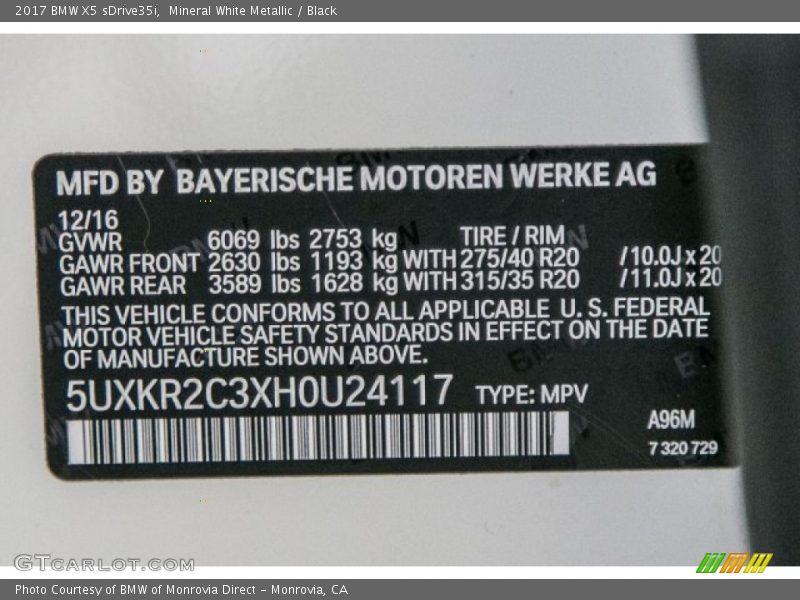 2017 BMW X5 sDrive35i,  Mineral White Metallic / Black
MFD BY BAYERISCHE MOTOREN WERKE AG
12/16
GVWR 6069 lbs 2753 kg TIRE / RIM
GAWR FRONT 2630 lbs 1193 kg WITH 275/40 R20 /10.0J x 20
GAWR REAR 3589 lbs 1628 kg WITH 315/35 R20 /11.0J x 20
THIS VEHICLE CONFORMS TO ALL APPLICABLE U. S. FEDERAL
MOTOR VEHICLE SAFETY STANDARDS IN EFFECT ON THE DATE
OF MANUFACTURE SHOWN ABOVE.
5UXKR2C3XH0U24117 TYPE: MPV
A96M
7 320 729
GTCARLOT.COM
Photo Courtesy of BMW of Monrovia Direct - Monrovia, CA